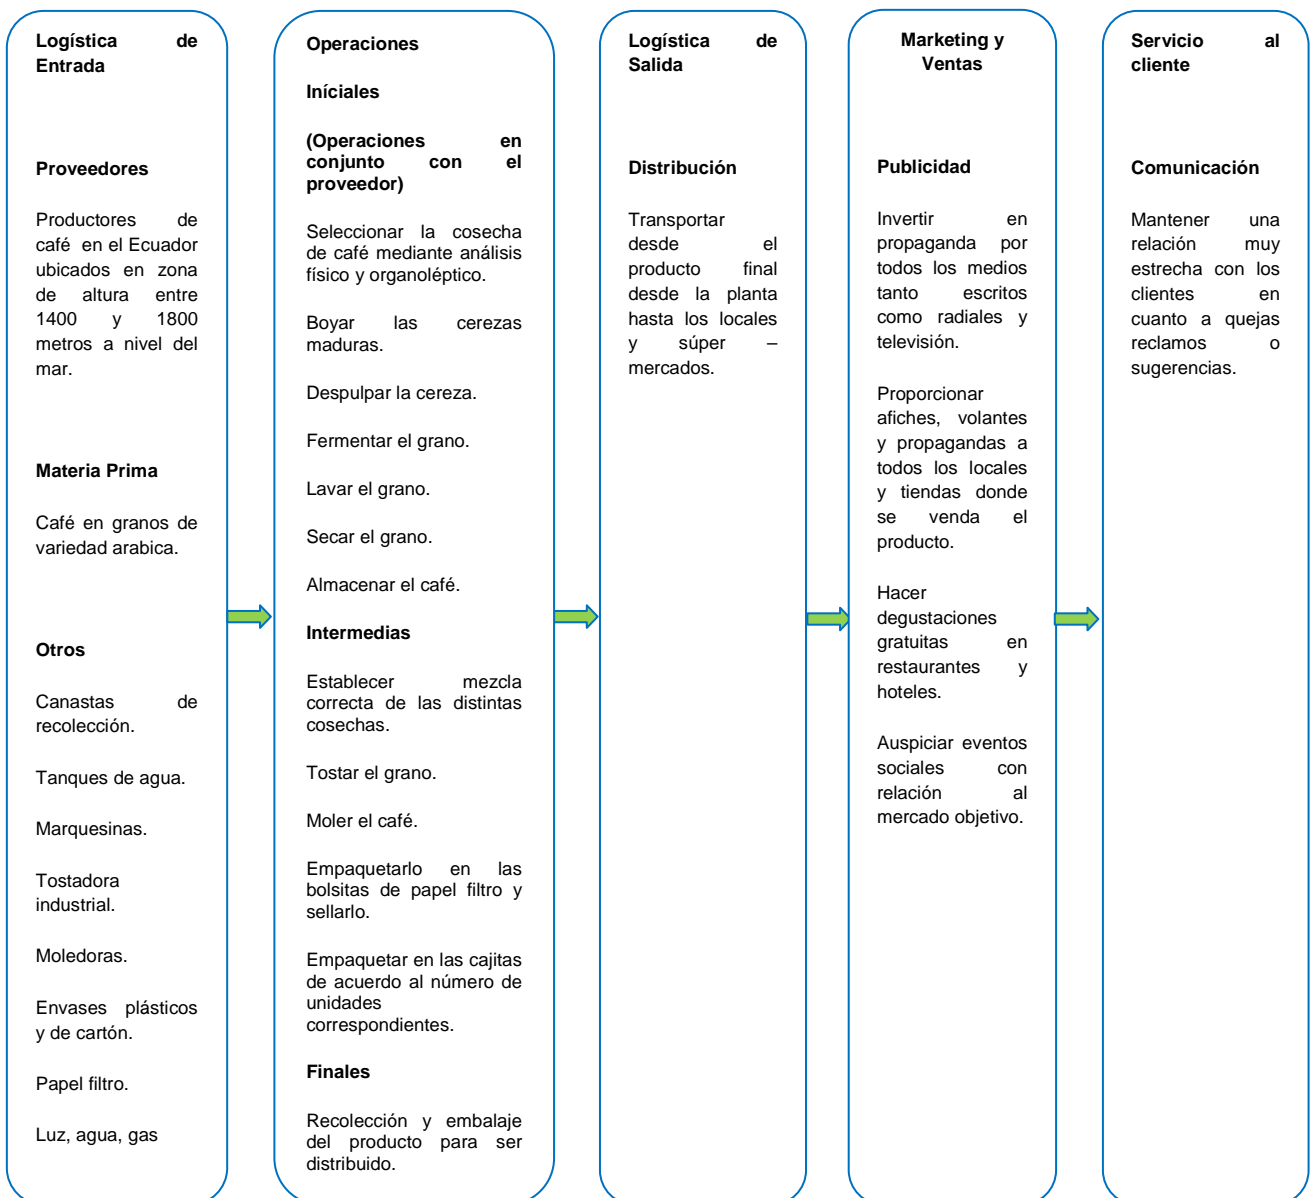 Logística de
Entrada
Proveedores
Productores de
café en el Ecuador
ubicados en zona
de altura entre
1400 y 1800
metros a nivel del
mar.
Materia Prima
Café en granos de
variedad arabica.
Otros
Canastas de
recolección.
Tanques de agua.
Marquesinas.
Tostadora
industrial.
Moledoras.
Envases plásticos
y de cartón.
Papel filtro.
Luz, agua, gas
Operaciones
Iníciales
(Operaciones en
conjunto con el
proveedor)
Seleccionar la cosecha
de café mediante análisis
físico y organoléptico.
Boyar las cerezas
maduras.
Despulpar la cereza.
Fermentar el grano.
Lavar el grano.
Secar el grano.
Almacenar el café.
Intermedias
Establecer mezcla
correcta de las distintas
cosechas.
Tostar el grano.
Moler el café.
Empaquetarlo en las
bolsitas de papel filtro y
sellarlo.
Empaquetar en las cajitas
de acuerdo al número de
unidades
correspondientes.
Finales
Recolección y embalaje
del producto para ser
distribuido.
Logística de
Salida
Distribución
Transportar
desde el
producto final
desde la planta
hasta los locales
y súper –
mercados.
Marketing y
Ventas
Publicidad
Invertir en
propaganda por
todos los medios
tanto escritos
como radiales y
televisión.
Proporcionar
afiches, volantes
y propagandas a
todos los locales
y tiendas donde
se venda el
producto.
Hacer
degustaciones
gratuitas en
restaurantes y
hoteles.
Auspiciar eventos
sociales con
relación al
mercado objetivo.
Servicio al
cliente
Comunicación
Mantener una
relación muy
estrecha con los
clientes en
cuanto a quejas
reclamos o
sugerencias.